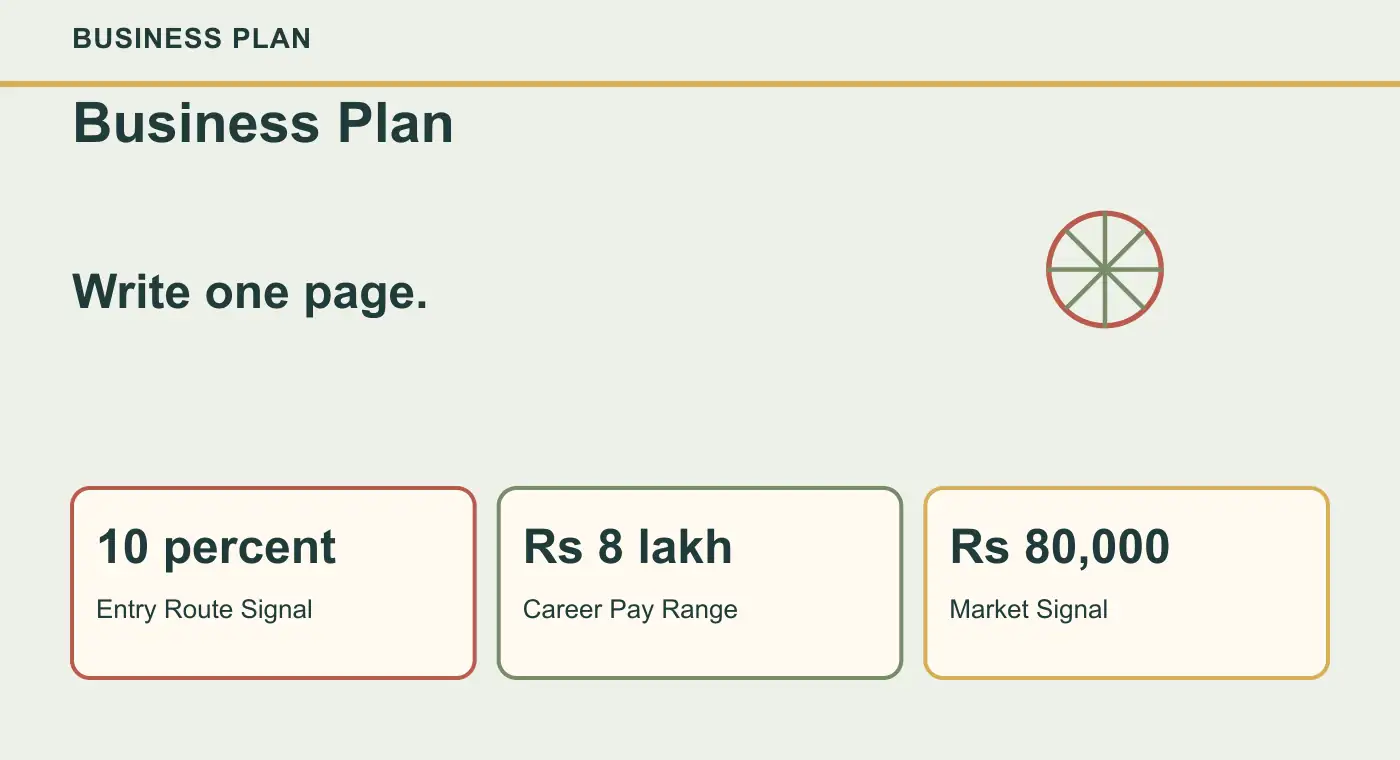 BUSINESS PLAN
Business Plan
Write one page.
10 percent
Entry Route Signal
Rs 8 lakh
Career Pay Range
Rs 80,000
Market Signal